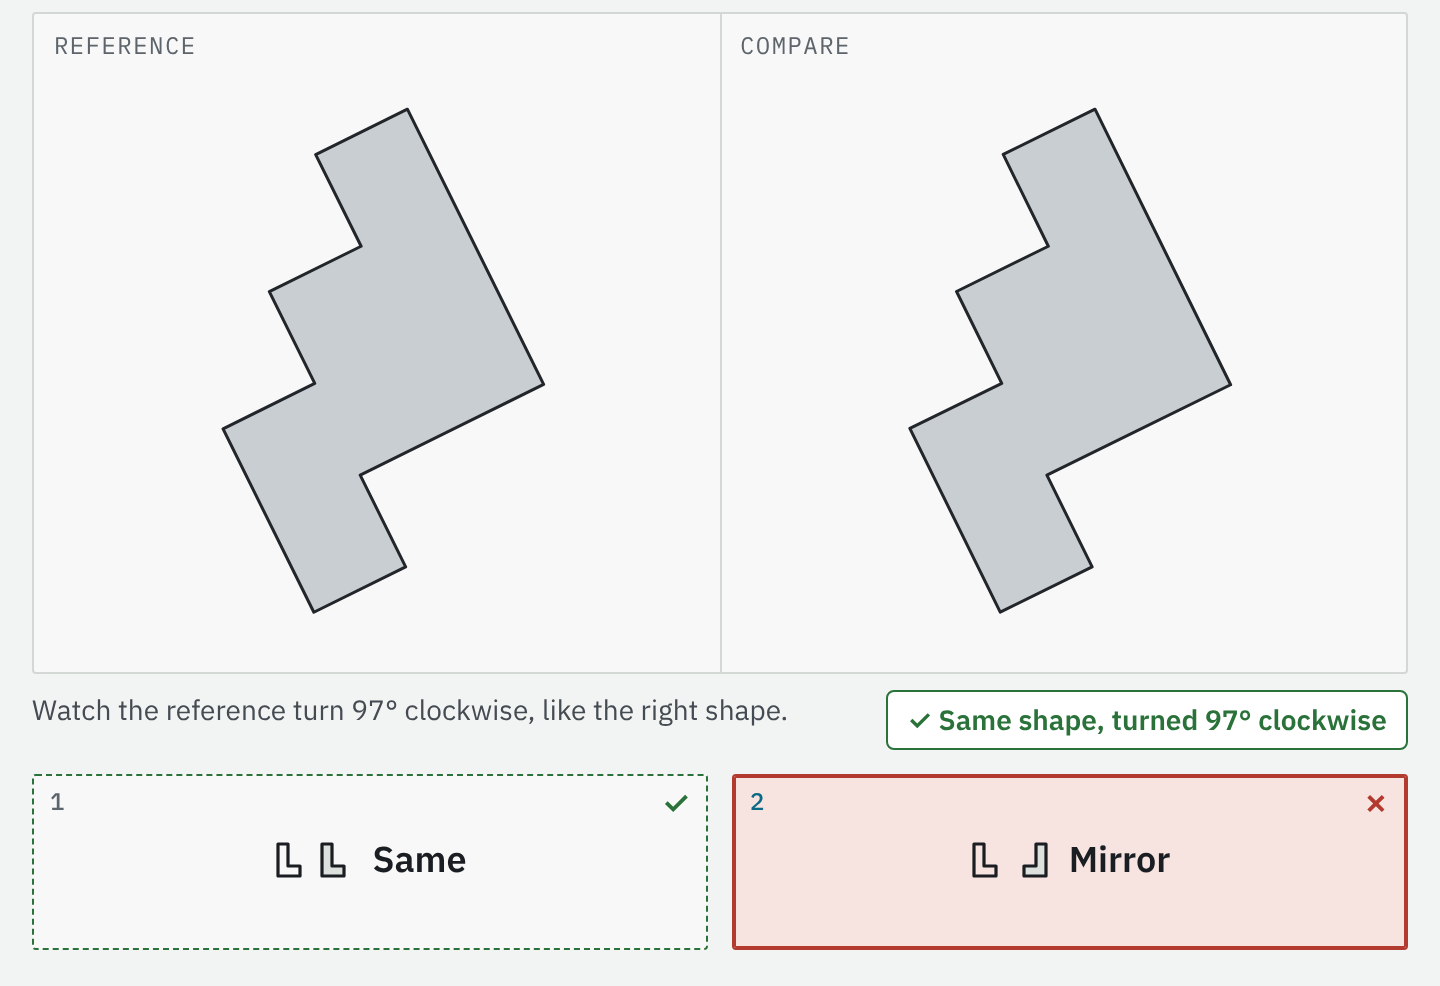 REFERENCE
COMPARE
Watch the reference turn 97° clockwise, like the right shape.
✓ Same shape, turned 97° clockwise
1
Same
2
Mirror